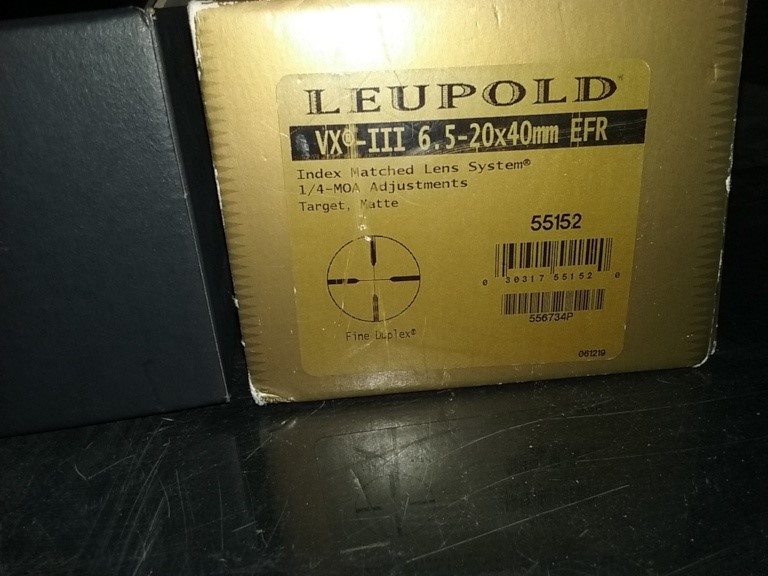 LEUPOLD®
VX®-III 6.5-20x40mm EFR
Index Matched Lens System®
1/4-MOA Adjustments
Target, Matte
55152
0 30317 55152 0
556734P
Fine Duplex®
061219